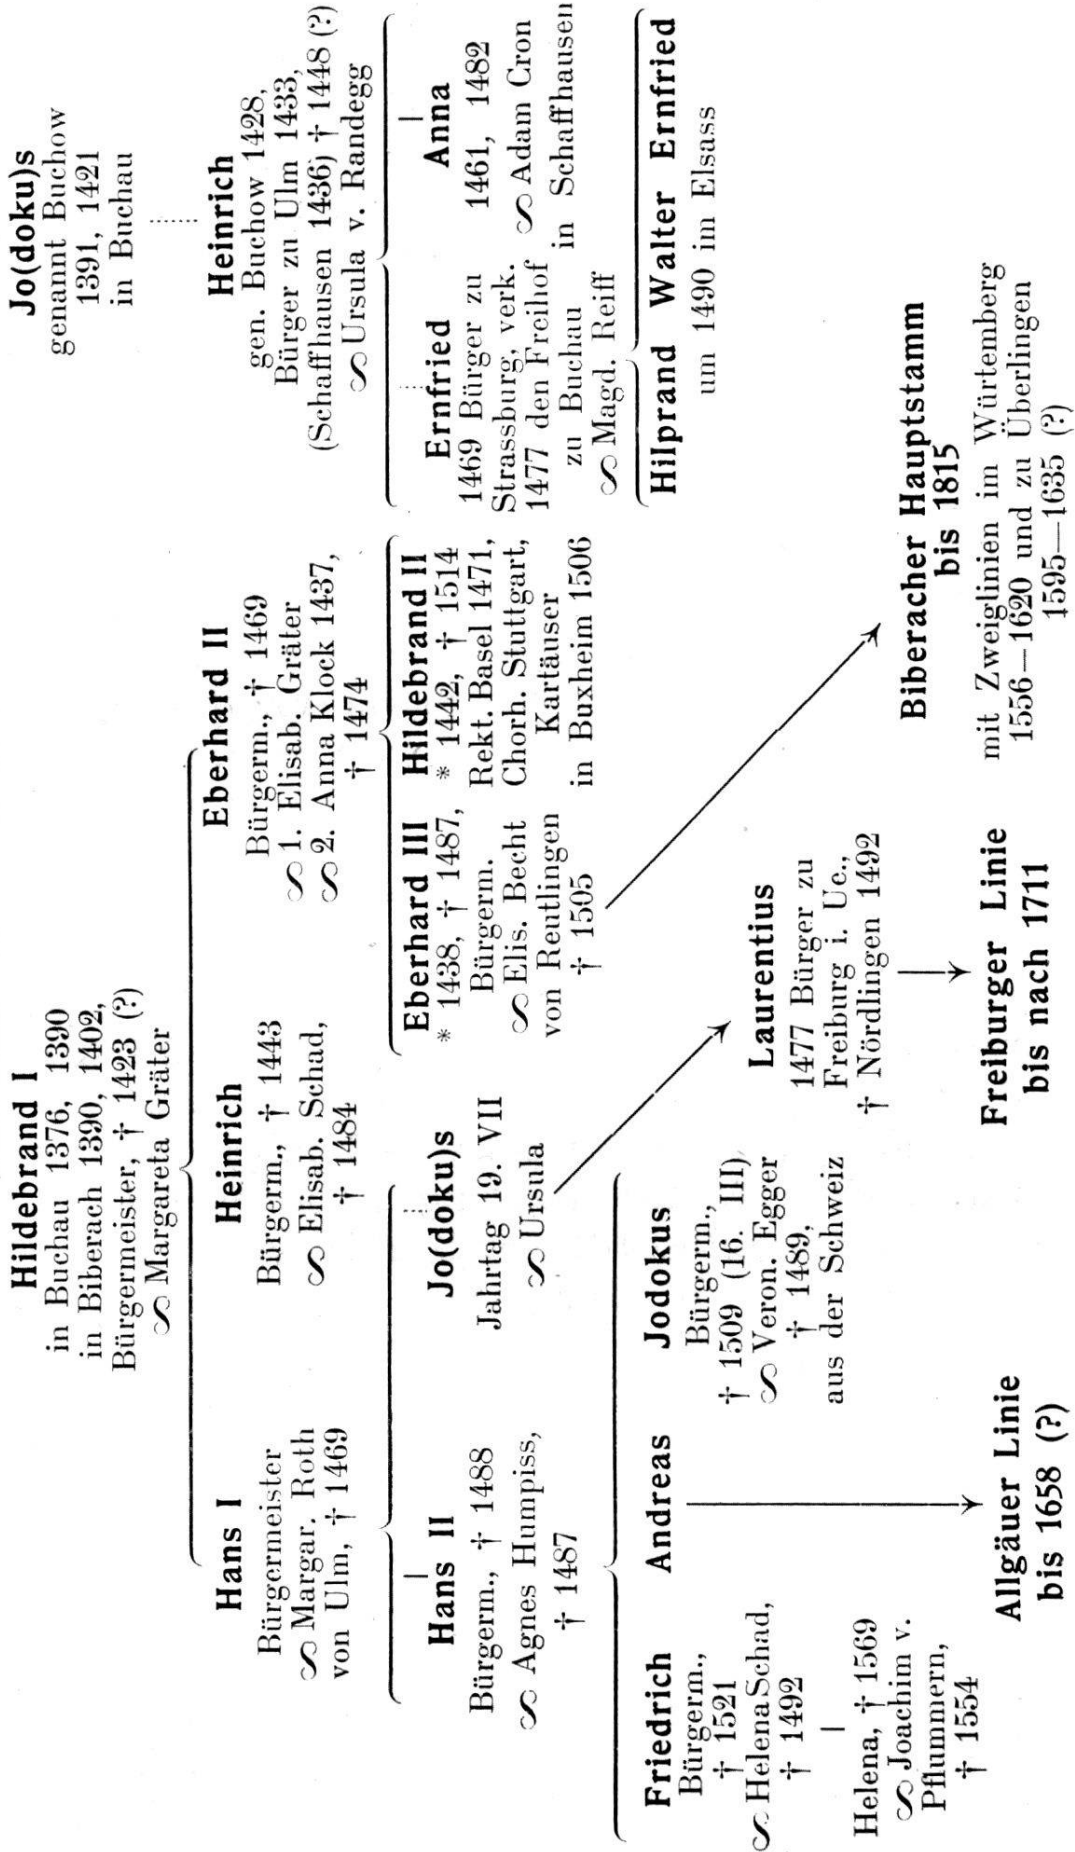 Hildebrand I
in Buchau 1376, 1390
in Biberach 1390, 1402,
Bürgermeister, † 1423 (?)
∽ Margareta Gräter
Jo(doku)s
genannt Buchow
1391, 1421
in Buchau
Hans I
Bürgermeister
∽ Margar. Roth
von Ulm, † 1469
Heinrich
Bürgerm., † 1443
∽ Elisab. Schad,
† 1484
Eberhard II
Bürgerm., † 1469
∽ 1. Elisab. Gräter
∽ 2. Anna Klock 1437,
† 1474
Heinrich
gen. Buchow 1428,
Bürger zu Ulm 1433,
(Schaffhausen 1436) † 1448 (?)
∽ Ursula v. Randegg
Hans II
Bürgerm., † 1488
∽ Agnes Humpiss,
† 1487
Jo(doku)s
Jahrtag 19. VII
∽ Ursula
Eberhard III
* 1438, † 1487,
Bürgerm.
∽ Elis. Becht
von Reutlingen
† 1505
Hildebrand II
* 1442, † 1514
Rekt. Basel 1471,
Chorh. Stuttgart,
Kartäuser
in Buxheim 1506
Ernfried
1469 Bürger zu
Strassburg, verk.
1477 den Freihof
zu Buchau
∽ Magd. Reiff
Anna
1461, 1482
∽ Adam Cron
in Schaffhausen
Friedrich
Bürgerm.,
† 1521
∽ Helena Schad,
† 1492
Helena, † 1569
∽ Joachim v.
Pflummern,
† 1554
Andreas
Jodokus
Bürgerm.,
† 1509 (16. III)
∽ Veron. Egger
† 1489,
aus der Schweiz
Laurentius
1477 Bürger zu
Freiburg i. Uc.,
† Nördlingen 1492
Hilprand Walter Ernfried
um 1490 im Elsass
Allgäuer Linie
bis 1658 (?)
Freiburger Linie
bis nach 1711
Biberacher Hauptstamm
bis 1815
mit Zweiglinien im Würtemberg
1556—1620 und zu Überlingen
1595—1635 (?)